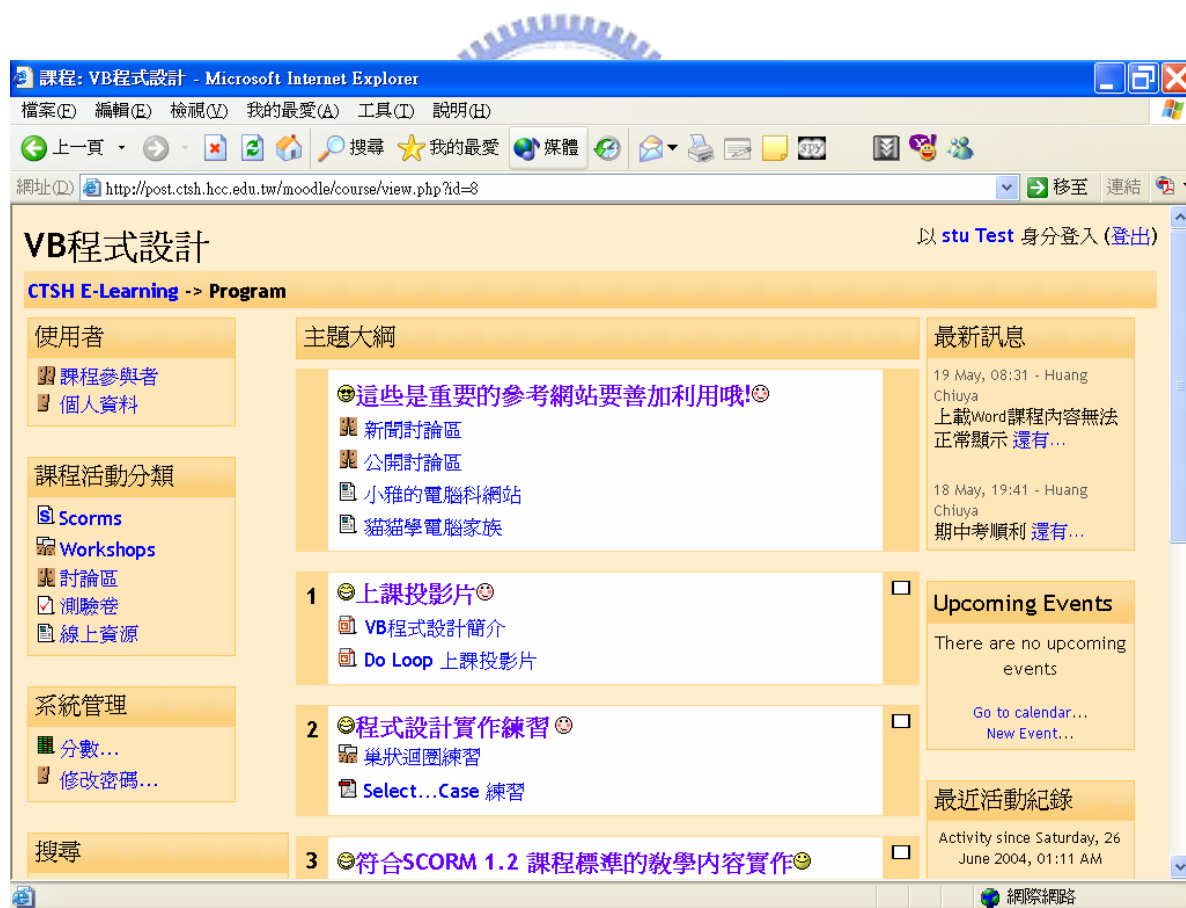 課程: VB程式設計 - Microsoft Internet Explorer
檔案(F) 編輯(E) 檢視(V) 我的最愛(A) 工具(T) 說明(H)
上一頁 搜尋 我的最愛 媒體
網址(D) http://post.ctsh.hcc.edu.tw/moodle/course/view.php?id=8 移至 連結
VB程式設計
以 stu Test 身分登入 (登出)
CTSH E-Learning -> Program
使用者
課程參與者
個人資料
課程活動分類
Scorms
Workshops
討論區
測驗卷
線上資源
系統管理
分數...
修改密碼...
搜尋
主題大綱
這些是重要的參考網站要善加利用哦!
新聞討論區
公開討論區
小雅的電腦科網站
貓貓學電腦家族
1 上課投影片
VB程式設計簡介
Do Loop 上課投影片
2 程式設計實作練習
巢狀迴圈練習
Select...Case 練習
3 符合SCORM 1.2 課程標準的教學內容實作
最新訊息
19 May, 08:31 - Huang
Chiuya
上載Word課程內容無法
正常顯示 還有...
18 May, 19:41 - Huang
Chiuya
期中考順利 還有...
Upcoming Events
There are no upcoming
events
Go to calendar...
New Event...
最近活動紀錄
Activity since Saturday, 26
June 2004, 01:11 AM
網際網路